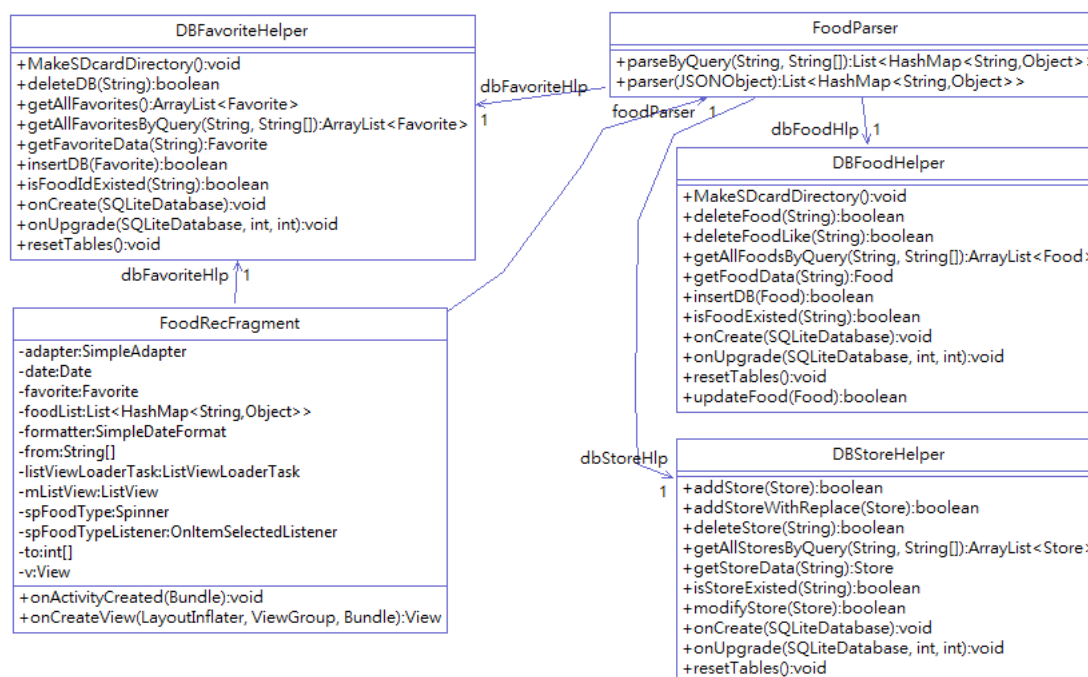 DBFavoriteHelper
+MakeSDcardDirectory():void
+deleteDB(String):boolean
+getAllFavorites():ArrayList<Favorite>
+getAllFavoritesByQuery(String, String[]):ArrayList<Favorite>
+getFavoriteData(String):Favorite
+insertDB(Favorite):boolean
+isFoodIdExisted(String):boolean
+onCreate(SQLiteDatabase):void
+onUpgrade(SQLiteDatabase, int, int):void
+resetTables():void
FoodParser
+parseByQuery(String, String[]):List<HashMap<String,Object>>
+parser(JSONObject):List<HashMap<String,Object>>
dbFavoriteHlp
1
foodParser
1
dbFoodHlp
1
DBFoodHelper
+MakeSDcardDirectory():void
+deleteFood(String):boolean
+deleteFoodLike(String):boolean
+getAllFoodsByQuery(String, String[]):ArrayList<Food>
+getFoodData(String):Food
+insertDB(Food):boolean
+isFoodExisted(String):boolean
+onCreate(SQLiteDatabase):void
+onUpgrade(SQLiteDatabase, int, int):void
+resetTables():void
+updateFood(Food):boolean
dbFavoriteHlp
1
FoodRecFragment
-adapter:SimpleAdapter
-date:Date
-favorite:Favorite
-foodList:List<HashMap<String,Object>>
-formatter:SimpleDateFormat
-from:String[]
-listViewLoaderTask:ListViewLoaderTask
-mListView:ListView
-spFoodType:Spinner
-spFoodTypeListener:OnItemSelectedListener
-to:int[]
-v:View
+onActivityCreated(Bundle):void
+onCreateView(LayoutInflater, ViewGroup, Bundle):View
dbStoreHlp
1
DBStoreHelper
+addStore(Store):boolean
+addStoreWithReplace(Store):boolean
+deleteStore(String):boolean
+getAllStoresByQuery(String, String[]):ArrayList<Store>
+getStoreData(String):Store
+isStoreExisted(String):boolean
+modifyStore(Store):boolean
+onCreate(SQLiteDatabase):void
+onUpgrade(SQLiteDatabase, int, int):void
+resetTables():void